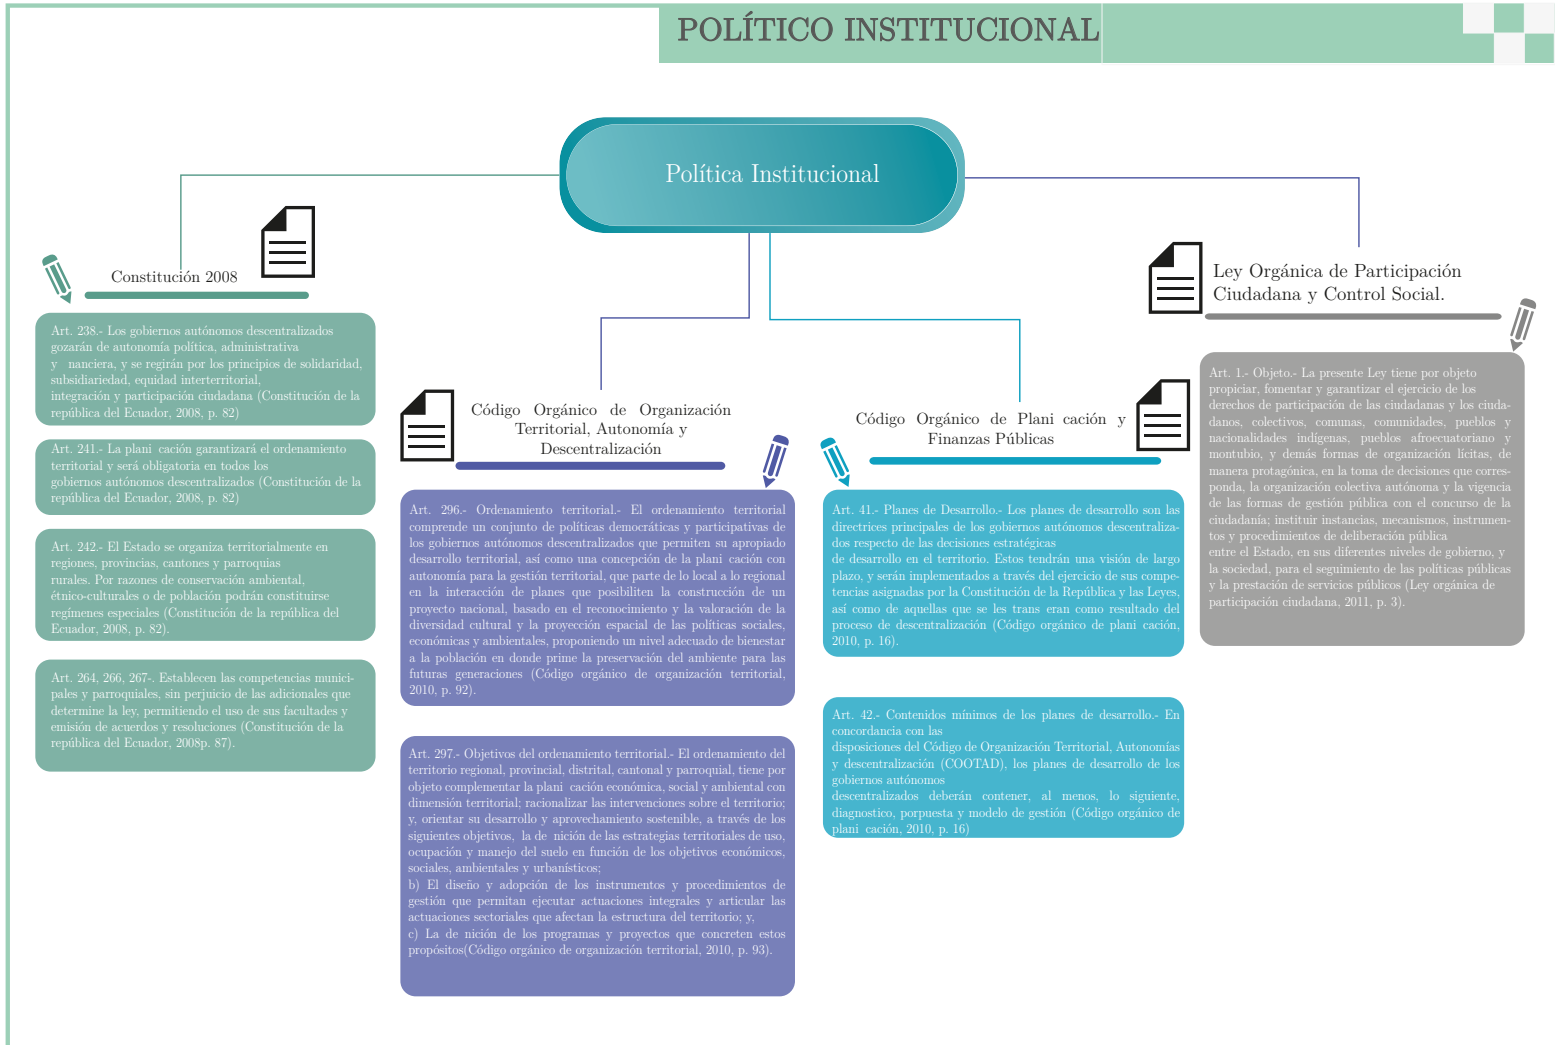 POLÍTICO INSTITUCIONAL
Política Institucional
Constitución 2008
Art. 238.- Los gobiernos autónomos descentralizados
gozarán de autonomía política, administrativa
y nanciera, y se regirán por los principios de solidaridad,
subsidiariedad, equidad interterritorial,
integración y participación ciudadana (Constitución de la
república del Ecuador, 2008, p. 82)
Art. 241.- La plani cación garantizará el ordenamiento
territorial y será obligatoria en todos los
gobiernos autónomos descentralizados (Constitución de la
república del Ecuador, 2008, p. 82)
Art. 242.- El Estado se organiza territorialmente en
regiones, provincias, cantones y parroquias
rurales. Por razones de conservación ambiental,
étnico-culturales o de población podrán constituirse
regímenes especiales (Constitución de la república del
Ecuador, 2008, p. 82).
Art. 264, 266, 267-. Establecen las competencias munici-
pales y parroquiales, sin perjuicio de las adicionales que
determine la ley, permitiendo el uso de sus facultades y
emisión de acuerdos y resoluciones (Constitución de la
república del Ecuador, 2008p. 87).
Código Orgánico de Organización
Territorial, Autonomía y
Descentralización
Art. 296.- Ordenamiento territorial.- El ordenamiento territorial
comprende un conjunto de políticas democráticas y participativas de
los gobiernos autónomos descentralizados que permiten su apropiado
desarrollo territorial, así como una concepción de la plani cación con
autonomía para la gestión territorial, que parte de lo local a lo regional
en la interacción de planes que posibiliten la construcción de un
proyecto nacional, basado en el reconocimiento y la valoración de la
diversidad cultural y la proyección espacial de las políticas sociales,
económicas y ambientales, proponiendo un nivel adecuado de bienestar
a la población en donde prime la preservación del ambiente para las
futuras generaciones (Código orgánico de organización territorial,
2010, p. 92).
Art. 297.- Objetivos del ordenamiento territorial.- El ordenamiento del
territorio regional, provincial, distrital, cantonal y parroquial, tiene por
objeto complementar la plani cación económica, social y ambiental con
dimensión territorial; racionalizar las intervenciones sobre el territorio;
y, orientar su desarrollo y aprovechamiento sostenible, a través de los
siguientes objetivos, la de nición de las estrategias territoriales de uso,
ocupación y manejo del suelo en función de los objetivos económicos,
sociales, ambientales y urbanísticos;
b) El diseño y adopción de los instrumentos y procedimientos de
gestión que permitan ejecutar actuaciones integrales y articular las
actuaciones sectoriales que afectan la estructura del territorio; y,
c) La de nición de los programas y proyectos que concreten estos
propósitos(Código orgánico de organización territorial, 2010, p. 93).
Código Orgánico de Plani cación y
Finanzas Públicas
Art. 41.- Planes de Desarrollo.- Los planes de desarrollo son las
directrices principales de los gobiernos autónomos descentraliza-
dos respecto de las decisiones estratégicas
de desarrollo en el territorio. Estos tendrán una visión de largo
plazo, y serán implementados a través del ejercicio de sus compe-
tencias asignadas por la Constitución de la República y las Leyes,
así como de aquellas que se les trans eran como resultado del
proceso de descentralización (Código orgánico de plani cación,
2010, p. 16).
Art. 42.- Contenidos mínimos de los planes de desarrollo.- En
concordancia con las
disposiciones del Código de Organización Territorial, Autonomías
y descentralización (COOTAD), los planes de desarrollo de los
gobiernos autónomos
descentralizados deberán contener, al menos, lo siguiente,
diagnostico, porpuesta y modelo de gestión (Código orgánico de
plani cación, 2010, p. 16)
Ley Orgánica de Participación
Ciudadana y Control Social.
Art. 1.- Objeto.- La presente Ley tiene por objeto
propiciar, fomentar y garantizar el ejercicio de los
derechos de participación de las ciudadanas y los ciuda-
danos, colectivos, comunas, comunidades, pueblos y
nacionalidades indígenas, pueblos afroecuatoriano y
montubio, y demás formas de organización lícitas, de
manera protagónica, en la toma de decisiones que corres-
ponda, la organización colectiva autónoma y la vigencia
de las formas de gestión pública con el concurso de la
ciudadanía; instituir instancias, mecanismos, instrumen-
tos y procedimientos de deliberación pública
entre el Estado, en sus diferentes niveles de gobierno, y
la sociedad, para el seguimiento de las políticas públicas
y la prestación de servicios públicos (Ley orgánica de
participación ciudadana, 2011, p. 3).